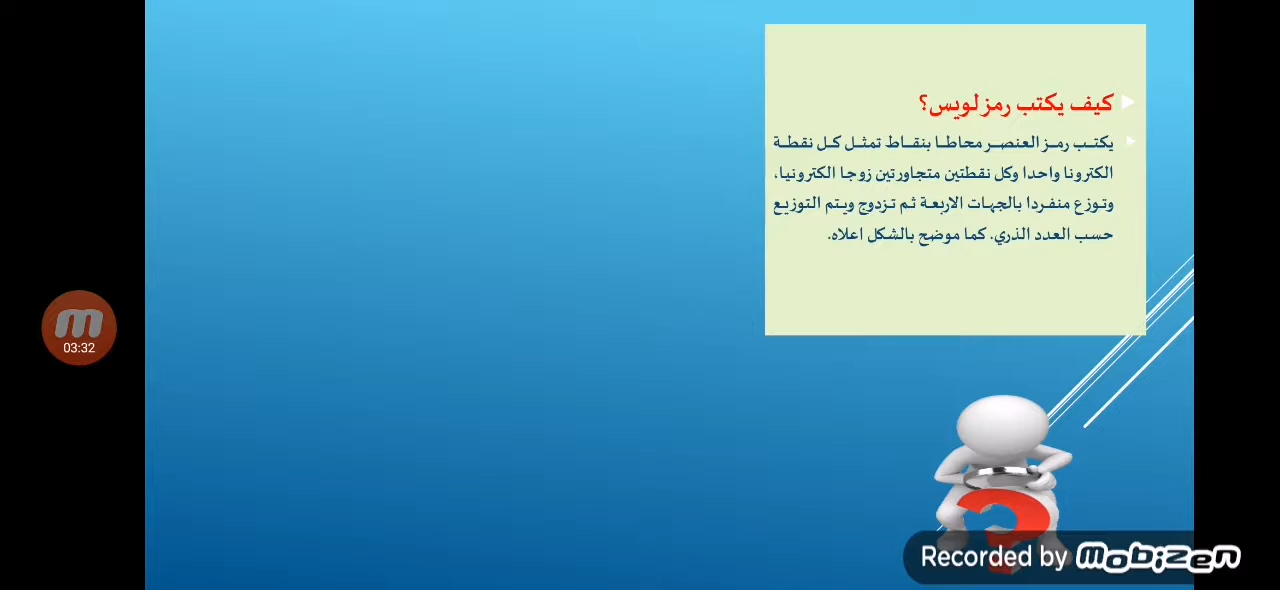 كيف يكتب رمز لويس؟
يكتب رمز العنصر محاطا بنقاط تمثل كل نقطة
الكترونا واحدا وكل نقطتين متجاورتين زوجا الكترونيا،
وتوزع منفردا بالجهات الاربعة ثم تزدوج ويتم التوزيع
حسب العدد الذري. كما موضح بالشكل اعلاه.
03:32
Recorded by mobizen